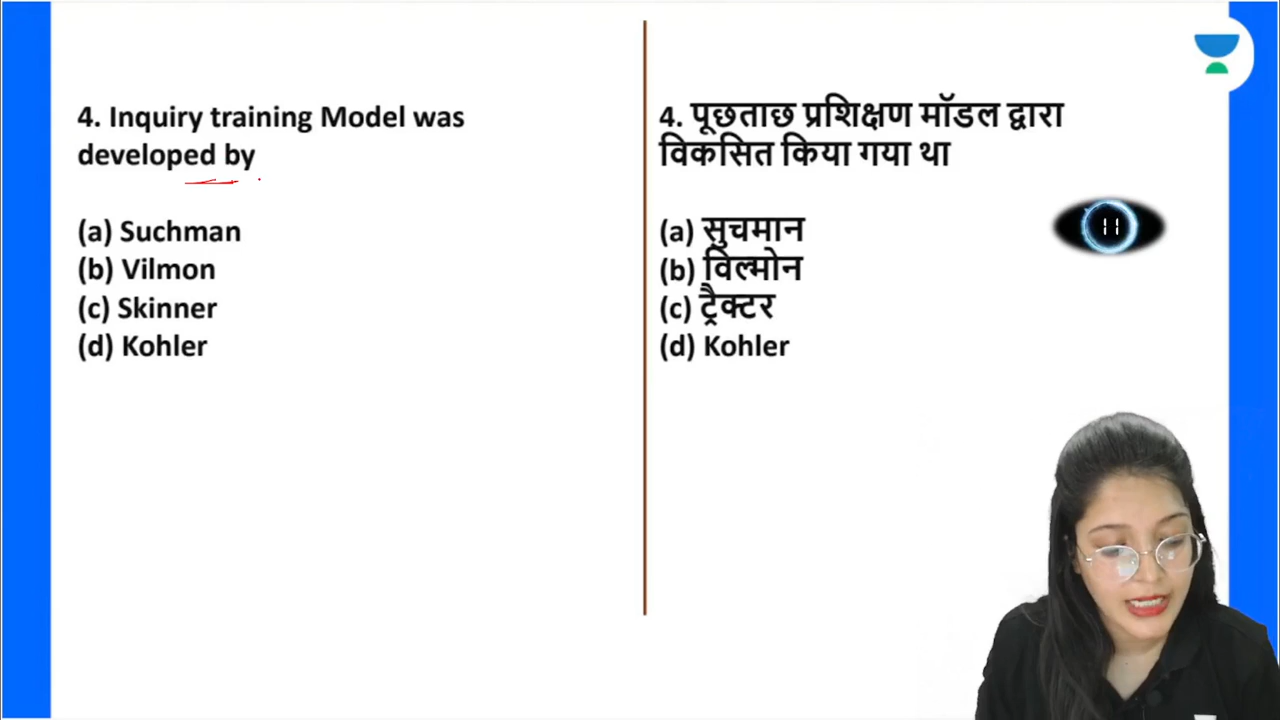 4. Inquiry training Model was
developed by
(a) Suchman
(b) Vilmon
(c) Skinner
(d) Kohler
4. पूछताछ प्रशिक्षण मॉडल द्वारा
विकसित किया गया था
(a) सुचमान
(b) विल्मोन
(c) ट्रैक्टर
(d) Kohler
11